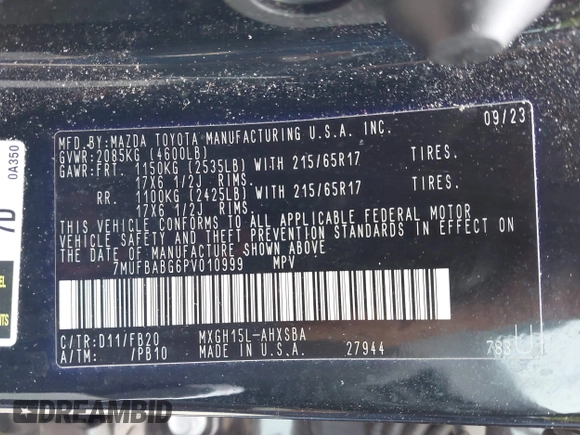 09/23
MFD.BY:MAZDA TOYOTA MANUFACTURING U.S.A. INC.
GVWR:2085KG (4600LB)
GAWR:FRT. 1150KG (2535LB) WITH 215/65R17 TIRES.
17X6 1/2J RIMS.
RR. 1100KG (2425LB) WITH 215/65R17 TIRES.
17X6 1/2J RIMS.
THIS VEHICLE CONFORMS TO ALL APPLICABLE FEDERAL MOTOR
VEHICLE SAFETY AND THEFT PREVENTION STANDARDS IN EFFECT ON
THE DATE OF MANUFACTURE SHOWN ABOVE
7MUFBABG6PV010999 MPV
C/TR:D11/FB20 MXGH15L-AHXSBA
A/TM: /PB10 MADE IN U.S.A. 27944 783 U
0A350
DREAMBID